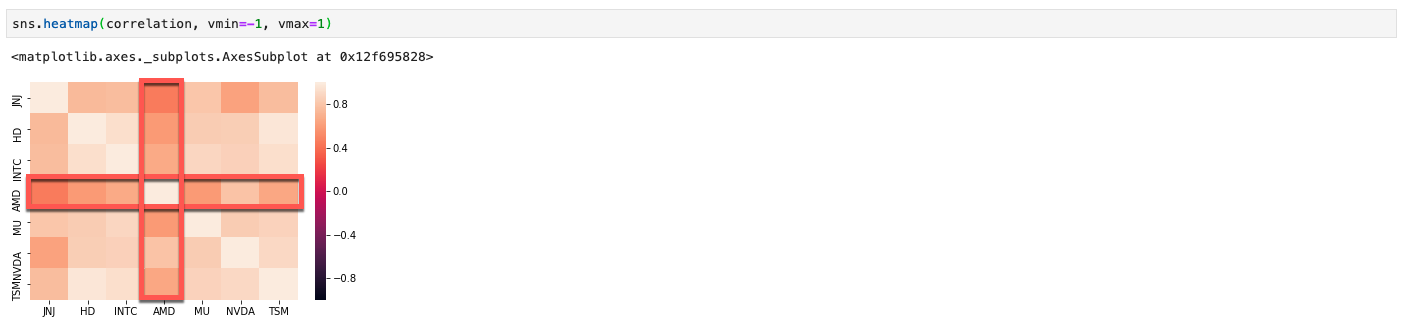 sns.heatmap(correlation, vmin=-1, vmax=1)
<matplotlib.axes._subplots.AxesSubplot at 0x12f695828>
JNJ
HD
INTC
AMD
MU
NVDA
TSM
0.8
0.4
0.0
−0.4
−0.8
JNJ HD INTC AMD MU NVDA TSM